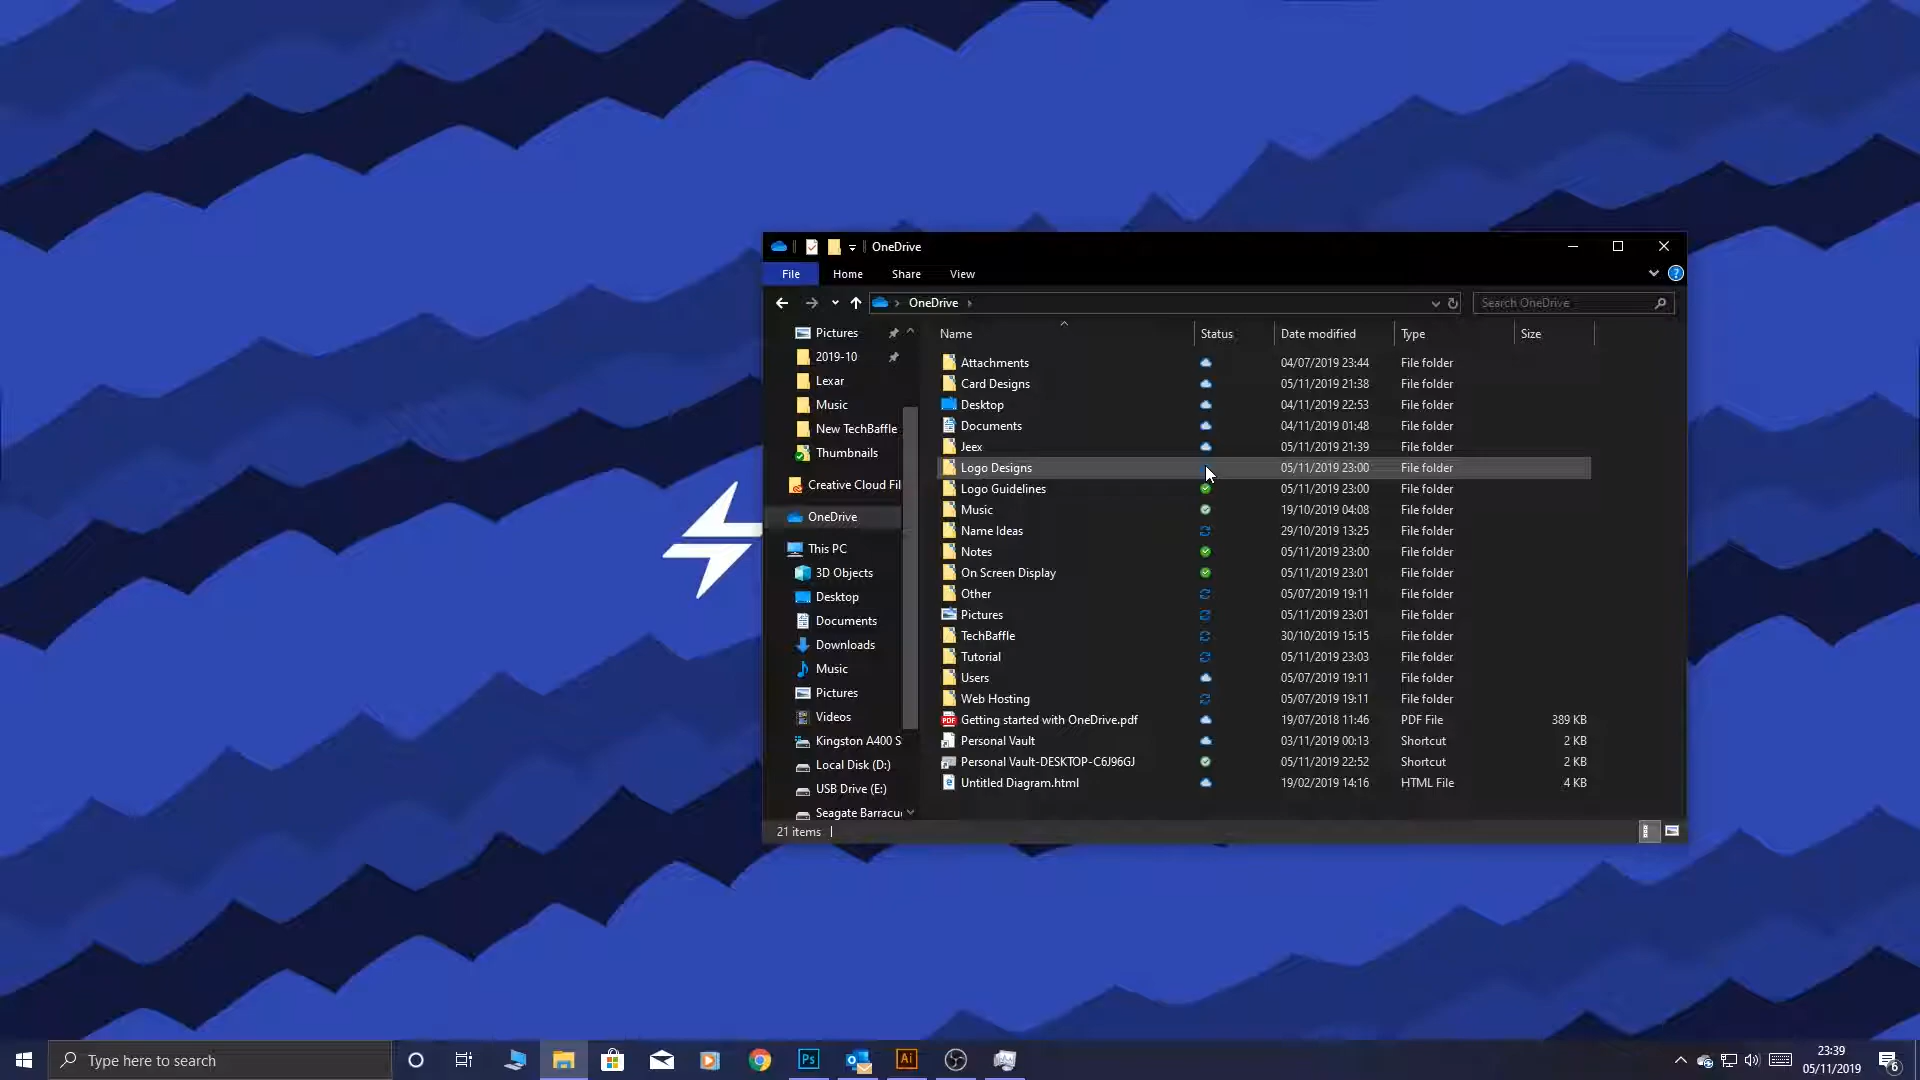 OneDrive
File Home Share View
OneDrive
Search OneDrive
Pictures
2019-10
Lexar
Music
New TechBaffle
Thumbnails
Creative Cloud Fil
OneDrive
This PC
3D Objects
Desktop
Documents
Downloads
Music
Pictures
Videos
Kingston A400 S
Local Disk (D:)
USB Drive (E:)
Seagate Barracu
Name Status Date modified Type Size
Attachments 04/07/2019 23:44 File folder
Card Designs 05/11/2019 21:38 File folder
Desktop 04/11/2019 22:53 File folder
Documents 04/11/2019 01:48 File folder
Jeex 05/11/2019 21:39 File folder
Logo Designs 05/11/2019 23:00 File folder
Logo Guidelines 05/11/2019 23:00 File folder
Music 19/10/2019 04:08 File folder
Name Ideas 29/10/2019 13:25 File folder
Notes 05/11/2019 23:00 File folder
On Screen Display 05/11/2019 23:01 File folder
Other 05/07/2019 19:11 File folder
Pictures 05/11/2019 23:01 File folder
TechBaffle 30/10/2019 15:15 File folder
Tutorial 05/11/2019 23:03 File folder
Users 05/07/2019 19:11 File folder
Web Hosting 05/07/2019 19:11 File folder
Getting started with OneDrive.pdf 19/07/2018 11:46 PDF File 389 KB
Personal Vault 03/11/2019 00:13 Shortcut 2 KB
Personal Vault-DESKTOP-C6J96GJ 05/11/2019 22:52 Shortcut 2 KB
Untitled Diagram.html 19/02/2019 14:16 HTML File 4 KB
21 items
Type here to search
Ps
Ai
23:39
05/11/2019
6